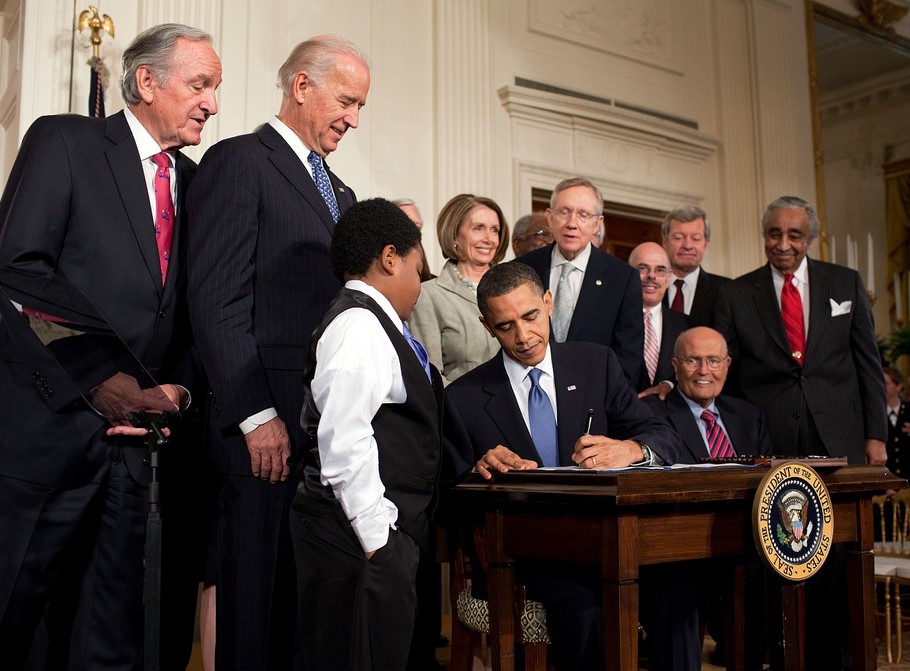 SEAL OF THE PRESIDENT OF THE UNITED STATES